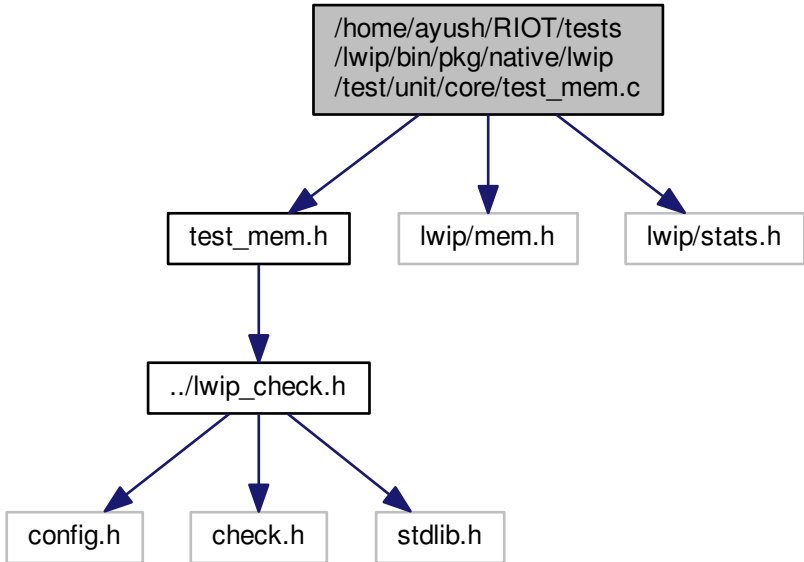 /home/ayush/RIOT/tests
/lwip/bin/pkg/native/lwip
/test/unit/core/test_mem.c
test_mem.h
lwip/mem.h
lwip/stats.h
../lwip_check.h
config.h
check.h
stdlib.h